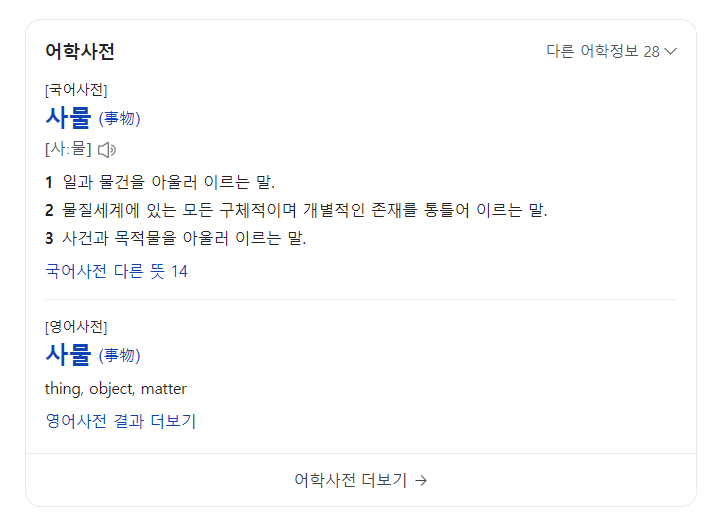 어학사전
다른 어학정보 28
[국어사전]
사물 (事物)
[사:물]
1 일과 물건을 아울러 이르는 말.
2 물질세계에 있는 모든 구체적이며 개별적인 존재를 통틀어 이르는 말.
3 사건과 목적물을 아울러 이르는 말.
국어사전 다른 뜻 14
[영어사전]
사물 (事物)
thing, object, matter
영어사전 결과 더보기
어학사전 더보기 →